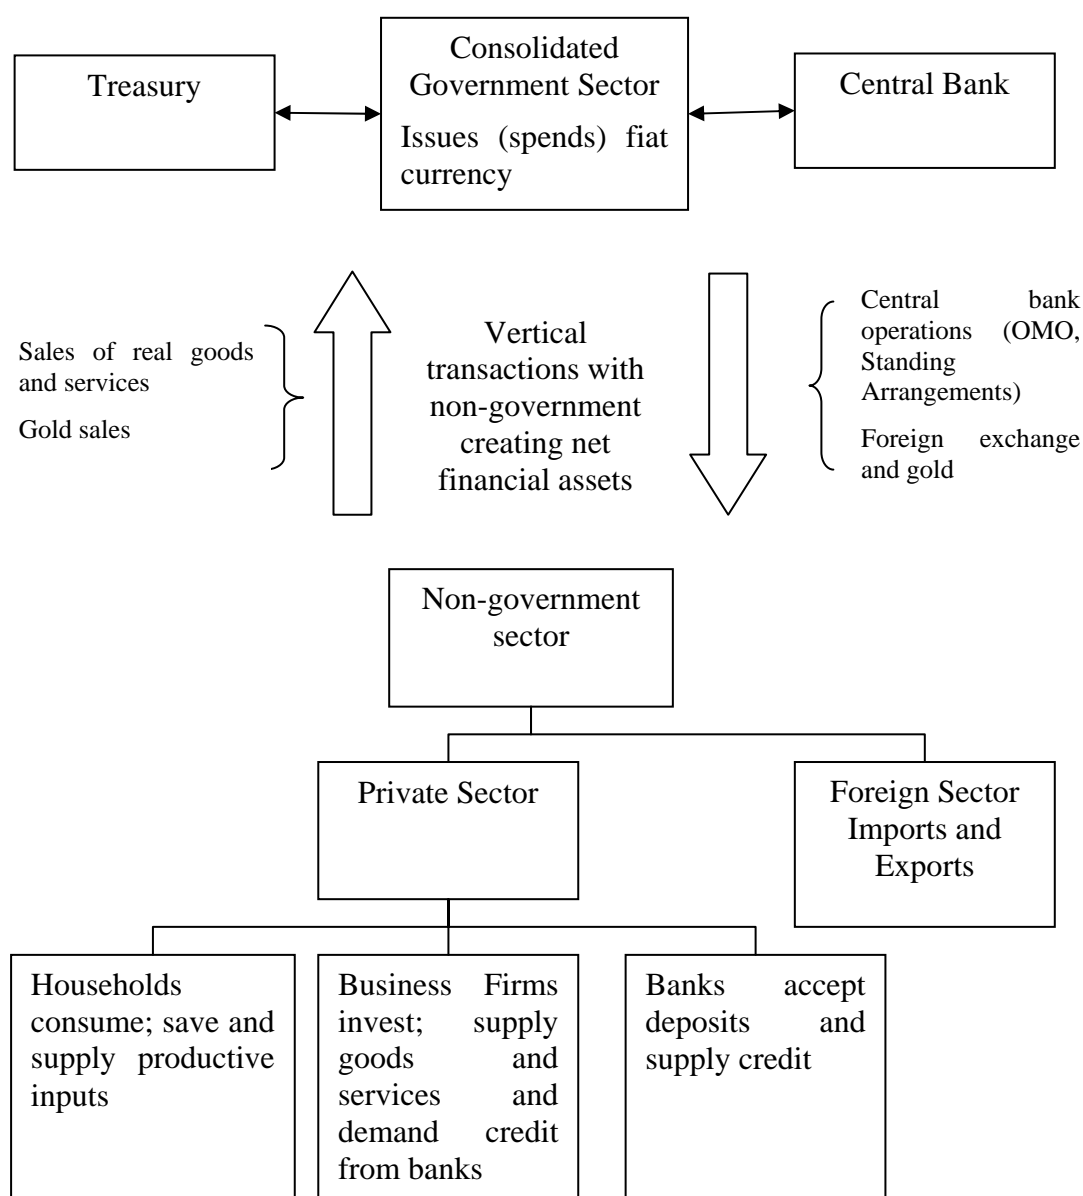 Treasury
Consolidated
Government Sector
Issues (spends) fiat
currency
Central Bank
Sales of real goods
and services
Gold sales
Vertical
transactions with
non-government
creating net
financial assets
Central bank
operations (OMO,
Standing
Arrangements)
Foreign exchange
and gold
Non-government
sector
Private Sector
Foreign Sector
Imports and
Exports
Households
consume; save and
supply productive
inputs
Business Firms
invest; supply
goods and
services and
demand credit
from banks
Banks accept
deposits and
supply credit